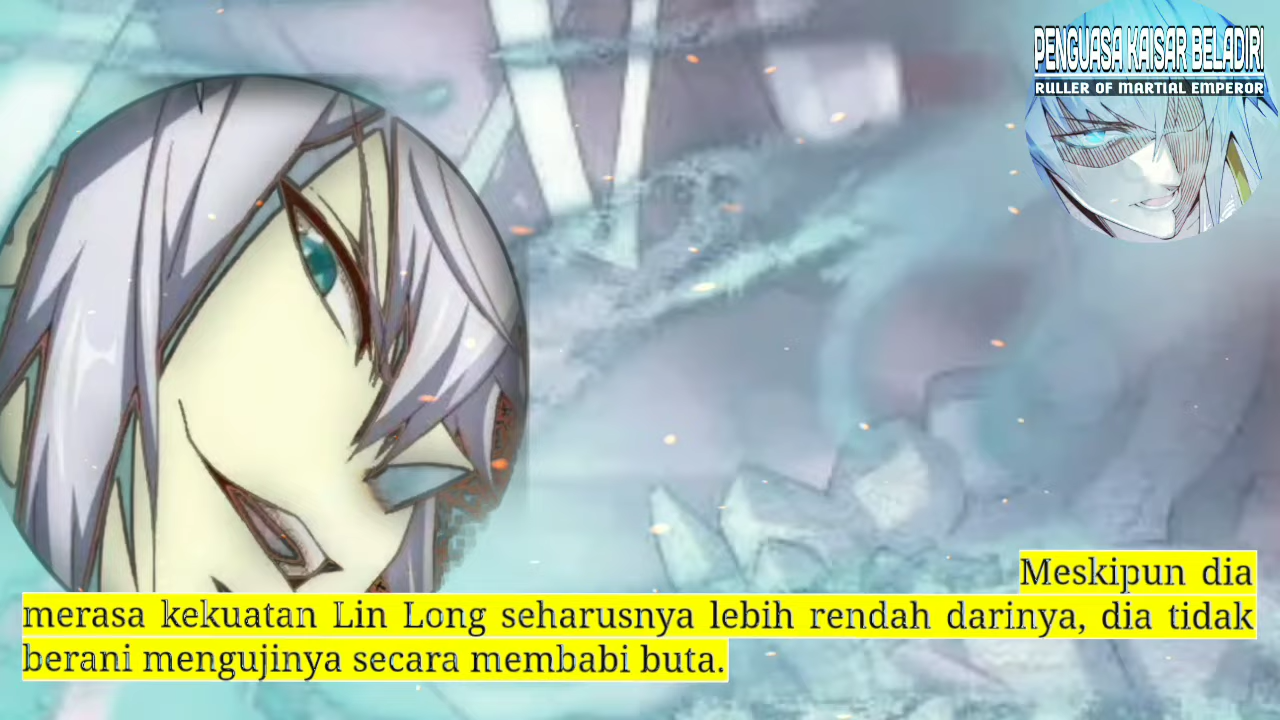 PENGUASA KAISAR BELADIRI
RULLER OF MARTIAL EMPEROR
Meskipun dia
merasa kekuatan Lin Long seharusnya lebih rendah darinya, dia tidak
berani mengujinya secara membabi buta.